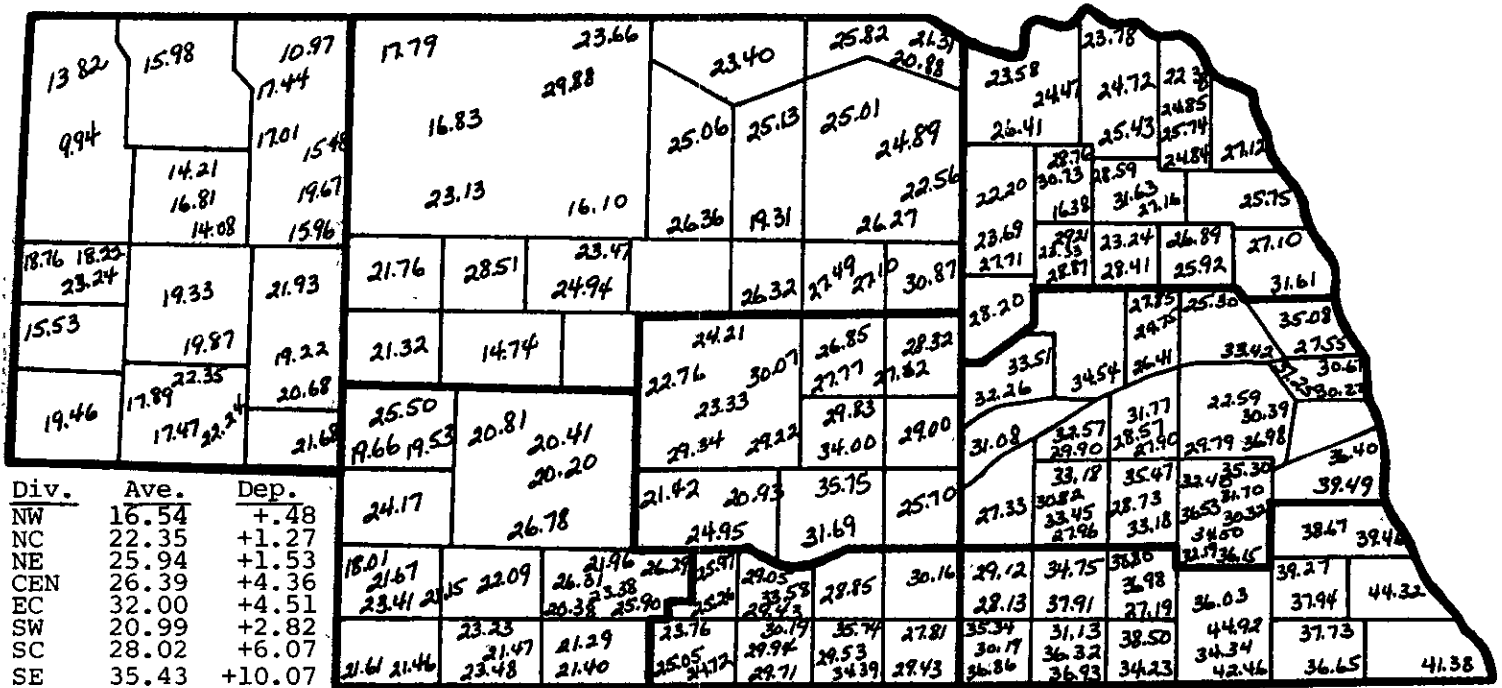 23.66 25.82
17.79 23.78
15.98 10.97 23.40 20.88
13.82 17.44 29.88 23.58 24.72
24.47 24.85
9.94 17.01 16.83 25.06 25.13 25.01 26.41 25.43 25.74
15.48 24.89 24.84 27.12
14.21 28.76
16.81 19.67 23.13 16.10 22.56 22.20 30.73 28.59 31.63 27.16 25.75
14.08 15.96 26.36 19.31 26.27 16.38
18.76 23.47 23.69 23.24 26.89 27.10
23.24 21.76 28.51 27.49 27.10 30.87 27.71 28.87 28.41 25.92
19.33 21.93 24.94 26.32 31.61
15.53 24.21 26.85 28.20 25.30 35.08
19.87 21.32 14.74 28.32 27.55
19.22 22.76 30.07 27.77 33.51 26.41 33.42
19.46 17.89 22.35 20.68 23.33 32.26 34.54 22.59
17.47 22.24 25.50 20.81 29.34 29.22 29.83 29.00 31.08 32.57 31.77 30.39
21.68 19.66 19.53 20.41 34.00 29.90 28.57 27.90 29.79 36.98
20.20 36.40
24.17 26.78 21.42 20.93 35.75 25.70 27.33 33.18 35.47 35.30 39.49
24.95 31.69 30.82 33.45 27.96 28.73 33.18 31.70 30.32 38.67
Div. Ave. Dep.
NW 16.54 +.48
NC 22.35 +1.27
NE 25.94 +1.53
CEN 26.39 +4.36
EC 32.00 +4.51
SW 20.99 +2.82
SC 28.02 +6.07
SE 35.43 +10.07
18.01 21.96 26.29 25.97 29.05 30.16 29.12 34.75 39.27
21.67 22.09 26.81 23.38 33.58 28.85 36.98 37.94 44.32
23.41 25.90 25.26 28.13 37.91 27.19 36.03
23.23 21.29 23.76 30.19 35.74 27.81 35.34 31.13 38.50 44.92 37.73
21.47 25.05 29.94 29.53 30.17 36.32 34.34
21.61 21.46 23.48 21.40 24.72 29.71 34.39 29.43 36.86 36.93 34.23 42.46 36.65 41.38